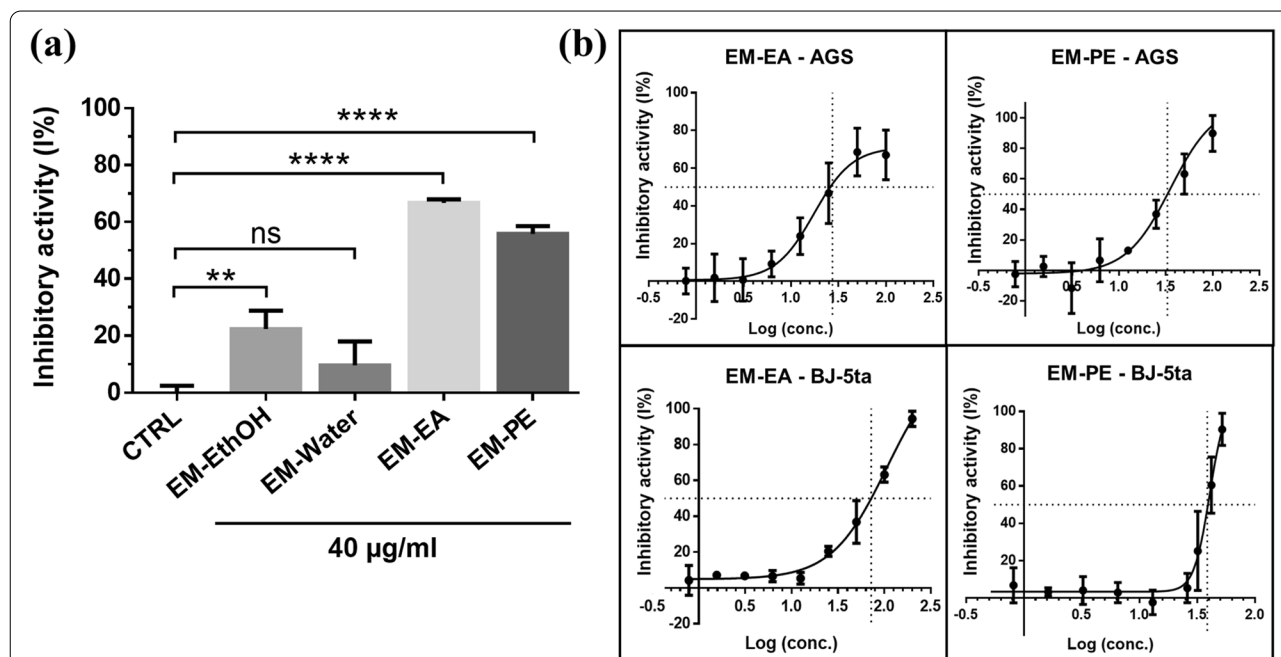 (a)
Inhibitory activity (I%)
100
80
60
40
20
0
****
****
ns
**
CTRL
EM-EthOH
EM-Water
EM-EA
EM-PE
40 µg/ml
(b)
EM-EA - AGS
Inhibitory activity (I%)
100
80
60
40
20
-20
-0.5
0.5
1.0
1.5
2.0
2.5
Log (conc.)
EM-PE - AGS
Inhibitory activity (I%)
100
80
60
40
20
-20
-0.5
0.5
1.0
1.5
2.0
2.5
Log (conc.)
EM-EA - BJ-5ta
Inhibitory activity (I%)
100
80
60
40
20
-20
-0.5
0.0
0.5
1.0
1.5
2.0
2.5
Log (conc.)
EM-PE - BJ-5ta
Inhibitory activity (I%)
100
80
60
40
20
-0.5
0.5
1.0
1.5
2.0
Log (conc.)